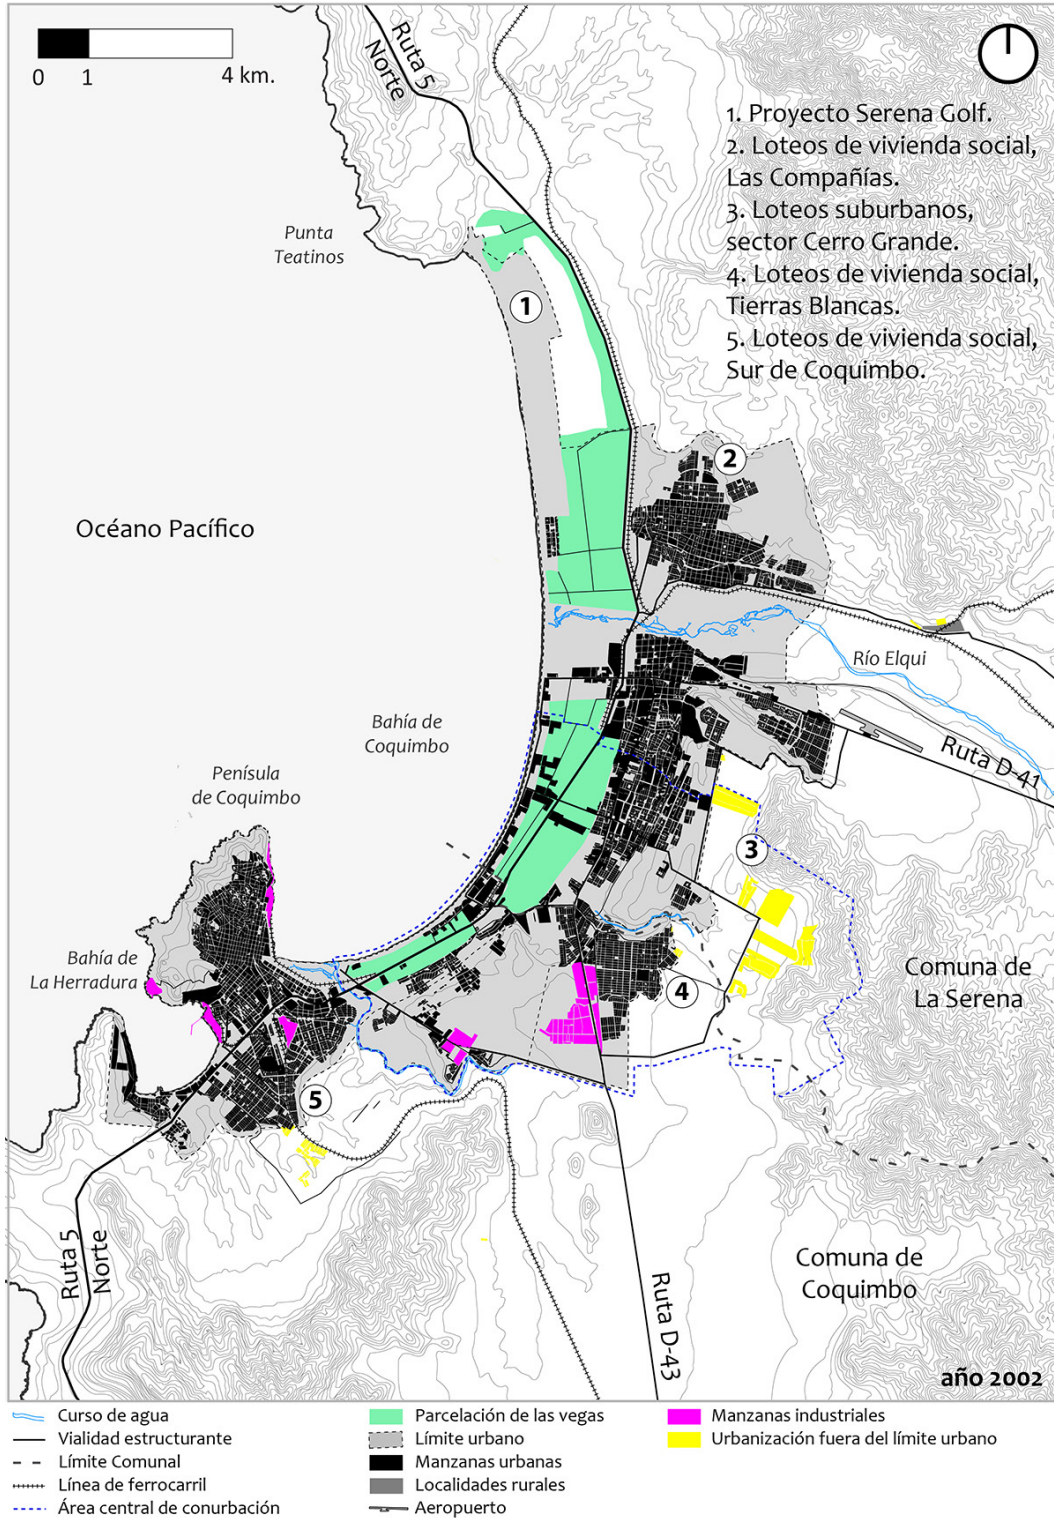 0 1 4 km.
Ruta 5
Norte
1. Proyecto Serena Golf.
2. Loteos de vivienda social,
Las Compañías.
3. Loteos suburbanos,
sector Cerro Grande.
4. Loteos de vivienda social,
Tierras Blancas.
5. Loteos de vivienda social,
Sur de Coquimbo.
Punta
Teatinos
1
2
Océano Pacífico
Río Elqui
Bahía de
Coquimbo
Ruta D-41
Penísula
de Coquimbo
3
Bahía de
La Herradura
Comuna de
La Serena
4
5
Ruta 5
Norte
Comuna de
Coquimbo
Ruta D-43
año 2002
Curso de agua
Vialidad estructurante
Límite Comunal
Línea de ferrocarril
Área central de conurbación
Parcelación de las vegas
Límite urbano
Manzanas urbanas
Localidades rurales
Aeropuerto
Manzanas industriales
Urbanización fuera del límite urbano